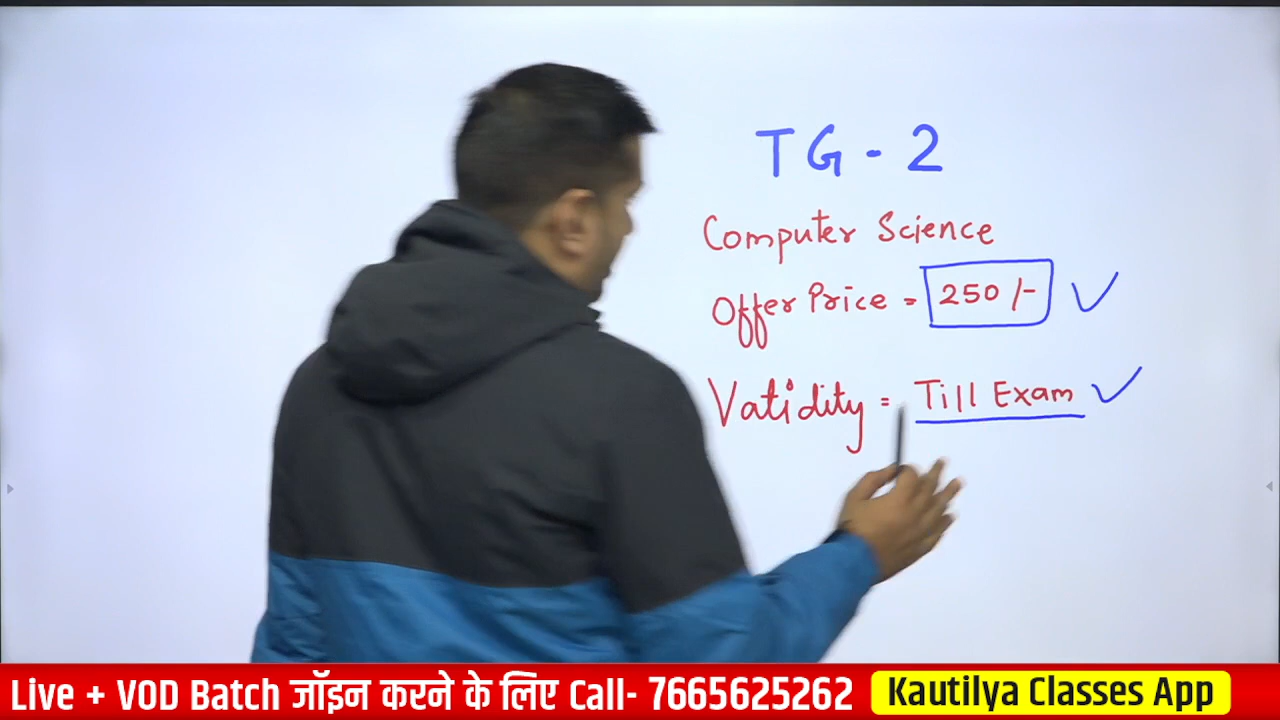 TG-2
Computer Science
Offer Price = 250/-
Vatidity = Till Exam
Live + VOD Batch जॉइन करने के लिए Call- 7665625262
Kautilya Classes App